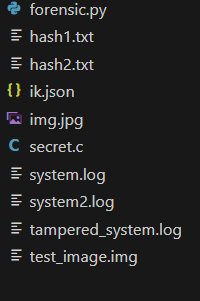 forensic.py
hash1.txt
hash2.txt
{} ik.json
img.jpg
C secret.c
system.log
system2.log
tampered_system.log
test_image.img